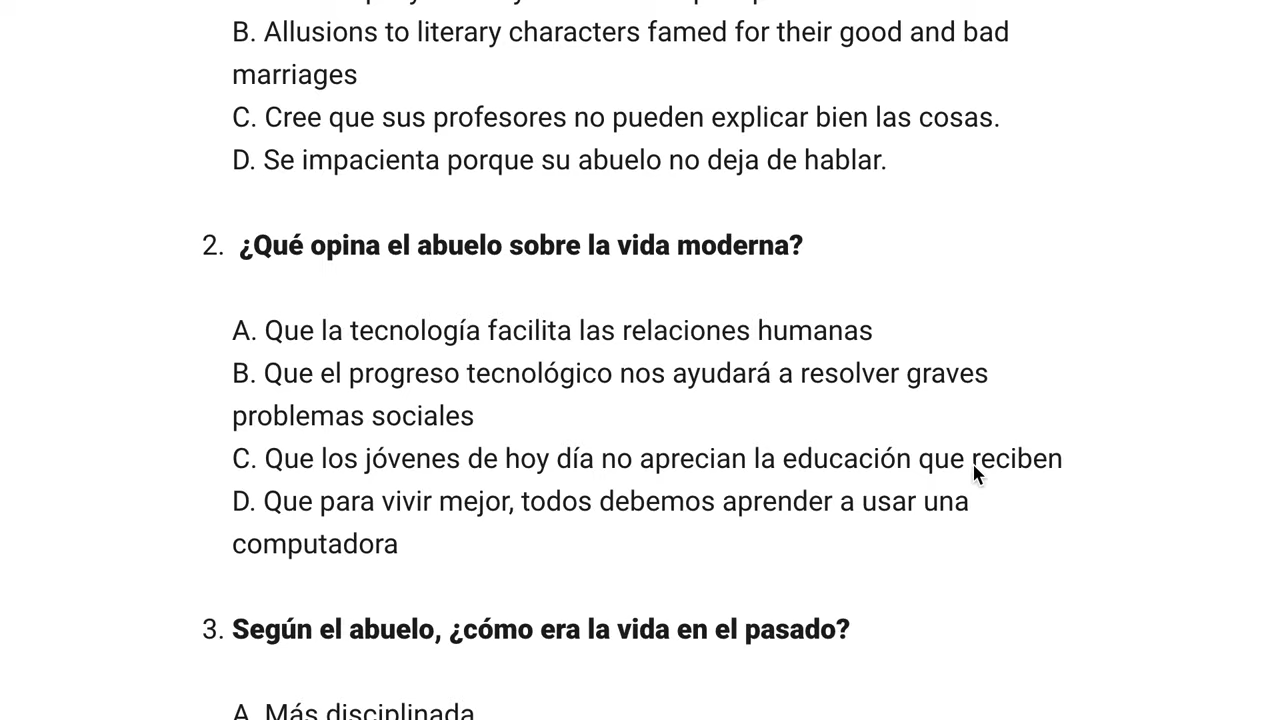 B. Allusions to literary characters famed for their good and bad
marriages
C. Cree que sus profesores no pueden explicar bien las cosas.
D. Se impacienta porque su abuelo no deja de hablar.
2. ¿Qué opina el abuelo sobre la vida moderna?
A. Que la tecnología facilita las relaciones humanas
B. Que el progreso tecnológico nos ayudará a resolver graves
problemas sociales
C. Que los jóvenes de hoy día no aprecian la educación que reciben
D. Que para vivir mejor, todos debemos aprender a usar una
computadora
3. Según el abuelo, ¿cómo era la vida en el pasado?
A. Más disciplinada